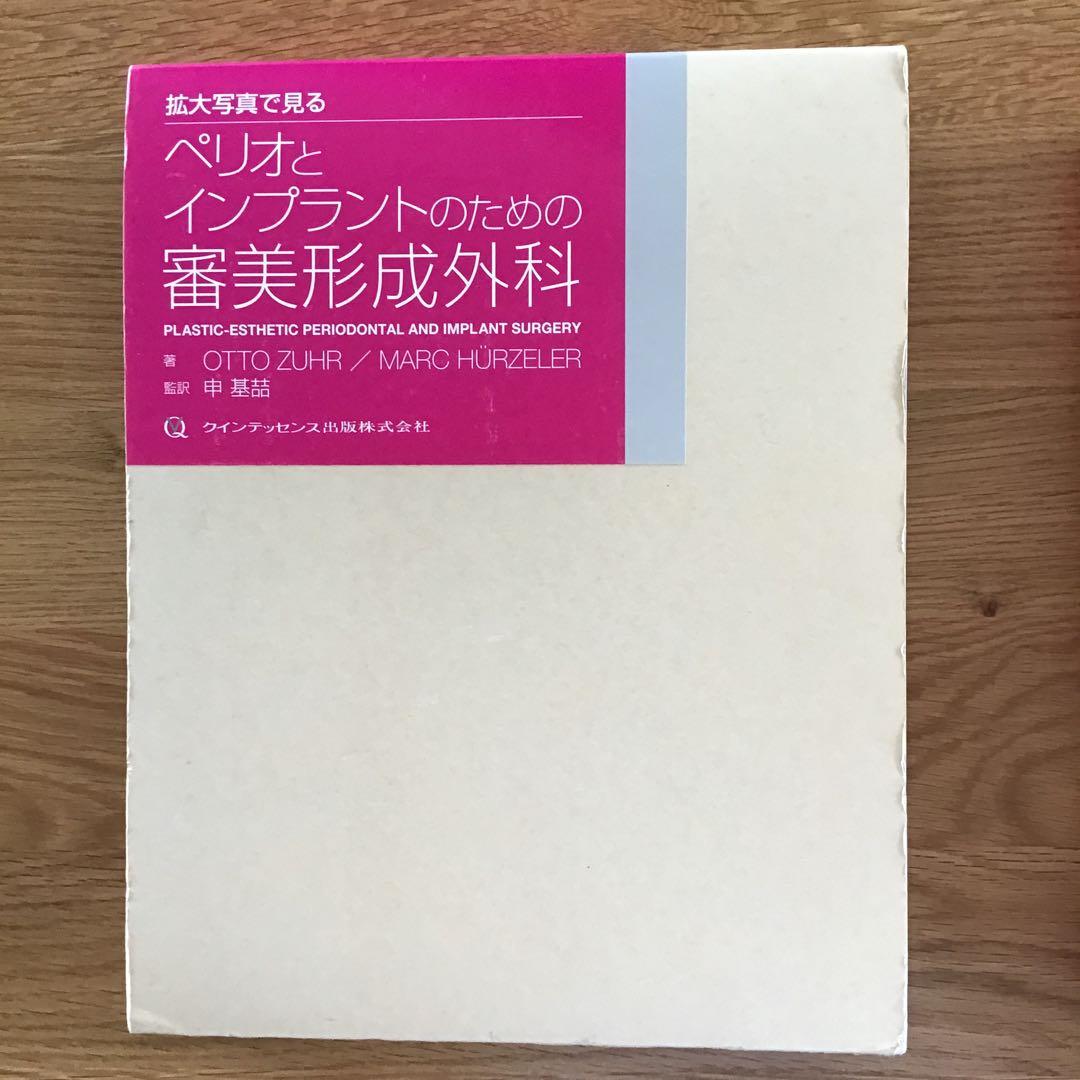 拡大写真で見る
ペリオと
インプラントのための
審美形成外科
PLASTIC-ESTHETIC PERIODONTAL AND IMPLANT SURGERY
著 OTTO ZUHR / MARC HÜRZELER
監訳 申 基喆
クインテッセンス出版株式会社